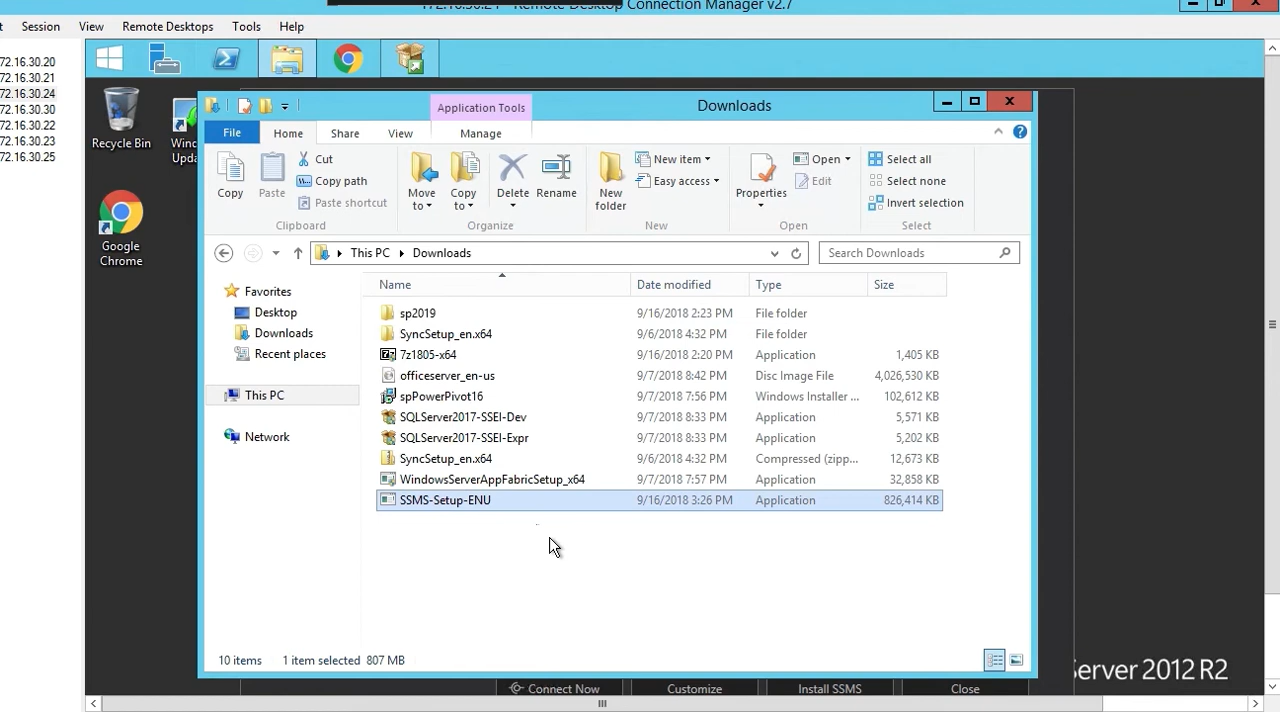 172.16.30.24 - Remote Desktop Connection Manager v2.7
Session View Remote Desktops Tools Help
72.16.30.20
72.16.30.21
72.16.30.24
72.16.30.30
72.16.30.22
72.16.30.23
72.16.30.25
Recycle Bin
Wind
Upda
Google
Chrome
Application Tools
Downloads
File Home Share View Manage
Copy
Paste
Cut
Copy path
Paste shortcut
Clipboard
Move
to
Copy
to
Delete
Rename
Organize
New
folder
New item
Easy access
New
Properties
Open
Edit
Open
Select all
Select none
Invert selection
Select
This PC Downloads
Search Downloads
Favorites
Desktop
Downloads
Recent places
This PC
Network
Name Date modified Type Size
sp2019 9/16/2018 2:23 PM File folder
SyncSetup_en.x64 9/6/2018 4:32 PM File folder
7z1805-x64 9/16/2018 2:20 PM Application 1,405 KB
officeserver_en-us 9/7/2018 8:42 PM Disc Image File 4,026,530 KB
spPowerPivot16 9/7/2018 7:56 PM Windows Installer ... 102,612 KB
SQLServer2017-SSEI-Dev 9/7/2018 8:33 PM Application 5,571 KB
SQLServer2017-SSEI-Expr 9/7/2018 8:33 PM Application 5,202 KB
SyncSetup_en.x64 9/6/2018 4:32 PM Compressed (zipp... 12,673 KB
WindowsServerAppFabricSetup_x64 9/7/2018 7:57 PM Application 32,858 KB
SSMS-Setup-ENU 9/16/2018 3:26 PM Application 826,414 KB
10 items 1 item selected 807 MB
Server 2012 R2
Connect Now Customize Install SSMS Close